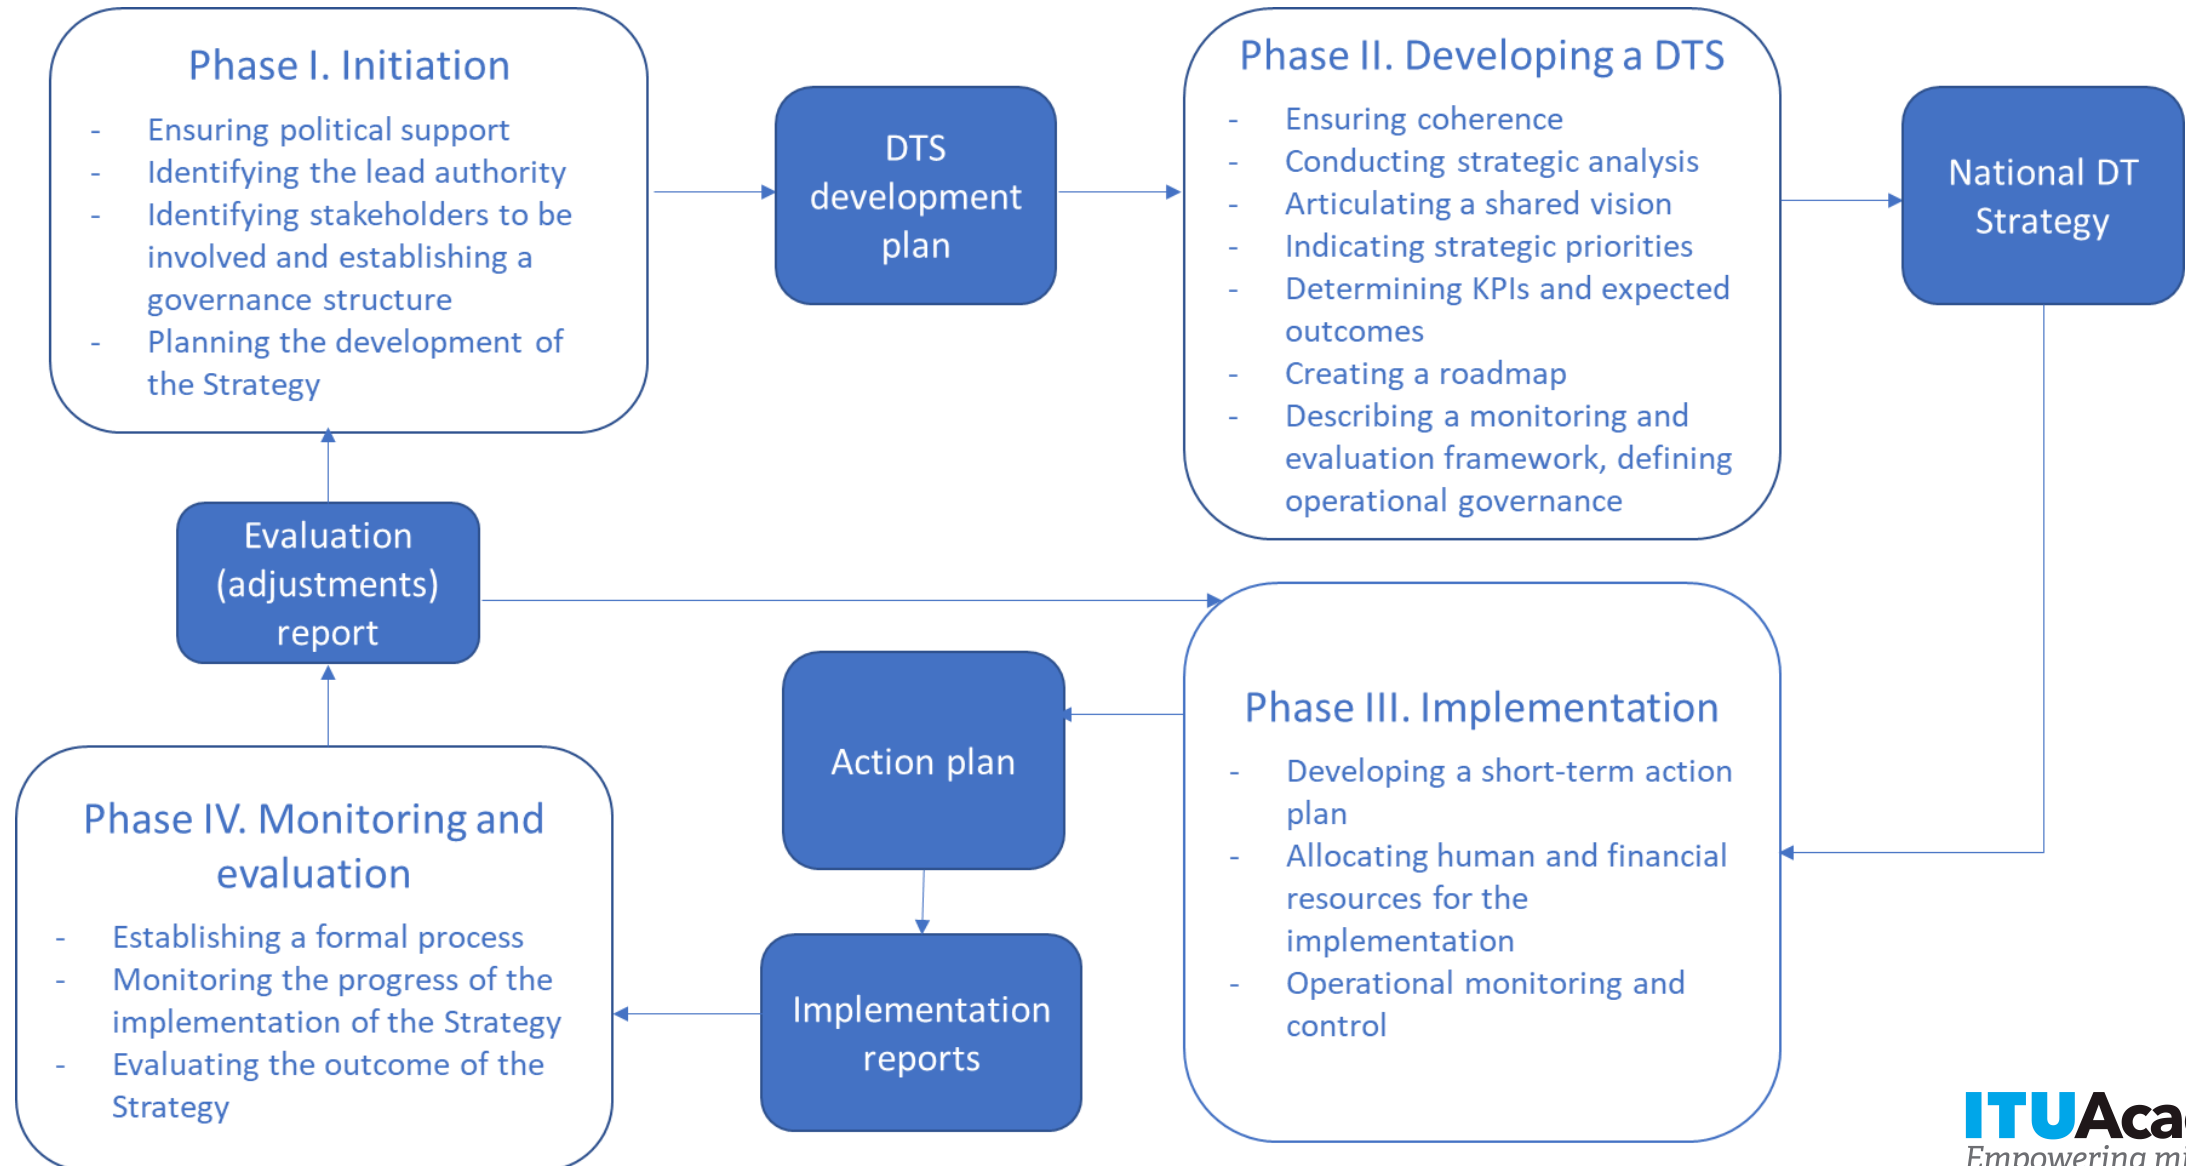 Phase I. Initiation
- Ensuring political support
- Identifying the lead authority
- Identifying stakeholders to be
involved and establishing a
governance structure
- Planning the development of
the Strategy
DTS
development
plan
Phase II. Developing a DTS
- Ensuring coherence
- Conducting strategic analysis
- Articulating a shared vision
- Indicating strategic priorities
- Determining KPIs and expected
outcomes
- Creating a roadmap
- Describing a monitoring and
evaluation framework, defining
operational governance
National DT
Strategy
Evaluation
(adjustments)
report
Phase III. Implementation
- Developing a short-term action
plan
- Allocating human and financial
resources for the
implementation
- Operational monitoring and
control
Action plan
Implementation
reports
Phase IV. Monitoring and
evaluation
- Establishing a formal process
- Monitoring the progress of the
implementation of the Strategy
- Evaluating the outcome of the
Strategy
ITUAca
Empowering